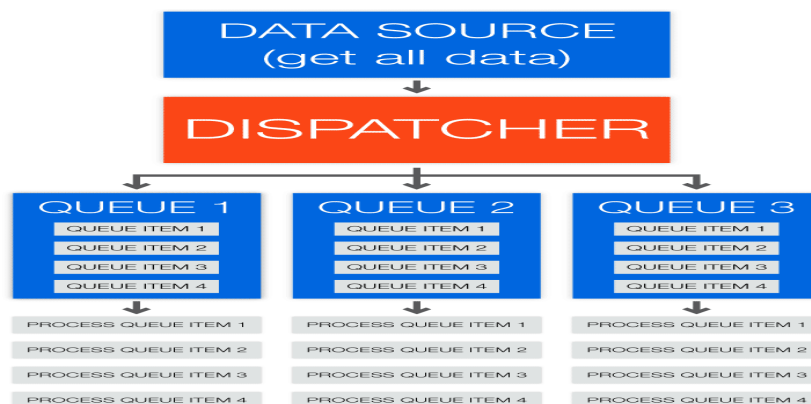 DATA SOURCE
(get all data)
DISPATCHER
QUEUE 1
QUEUE ITEM 1
QUEUE ITEM 2
QUEUE ITEM 3
QUEUE ITEM 4
PROCESS QUEUE ITEM 1
PROCESS QUEUE ITEM 2
PROCESS QUEUE ITEM 3
PROCESS QUEUE ITEM 4
QUEUE 2
QUEUE ITEM 1
QUEUE ITEM 2
QUEUE ITEM 3
QUEUE ITEM 4
PROCESS QUEUE ITEM 1
PROCESS QUEUE ITEM 2
PROCESS QUEUE ITEM 3
PROCESS QUEUE ITEM 4
QUEUE 3
QUEUE ITEM 1
QUEUE ITEM 2
QUEUE ITEM 3
QUEUE ITEM 4
PROCESS QUEUE ITEM 1
PROCESS QUEUE ITEM 2
PROCESS QUEUE ITEM 3
PROCESS QUEUE ITEM 4